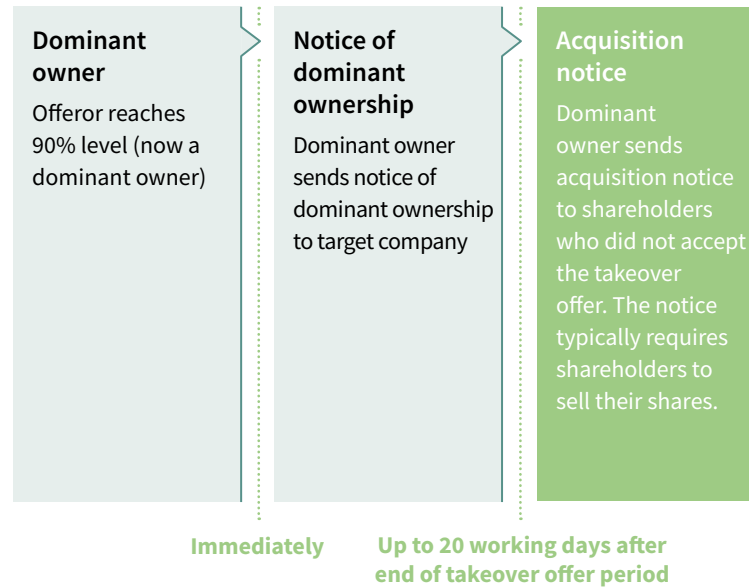 Dominant
owner
Offeror reaches
90% level (now a
dominant owner)
Notice of
dominant
ownership
Dominant owner
sends notice of
dominant ownership
to target company
Acquisition
notice
Dominant
owner sends
acquisition notice
to shareholders
who did not accept
the takeover
offer. The notice
typically requires
shareholders to
sell their shares.
Immediately
Up to 20 working days after
end of takeover offer period